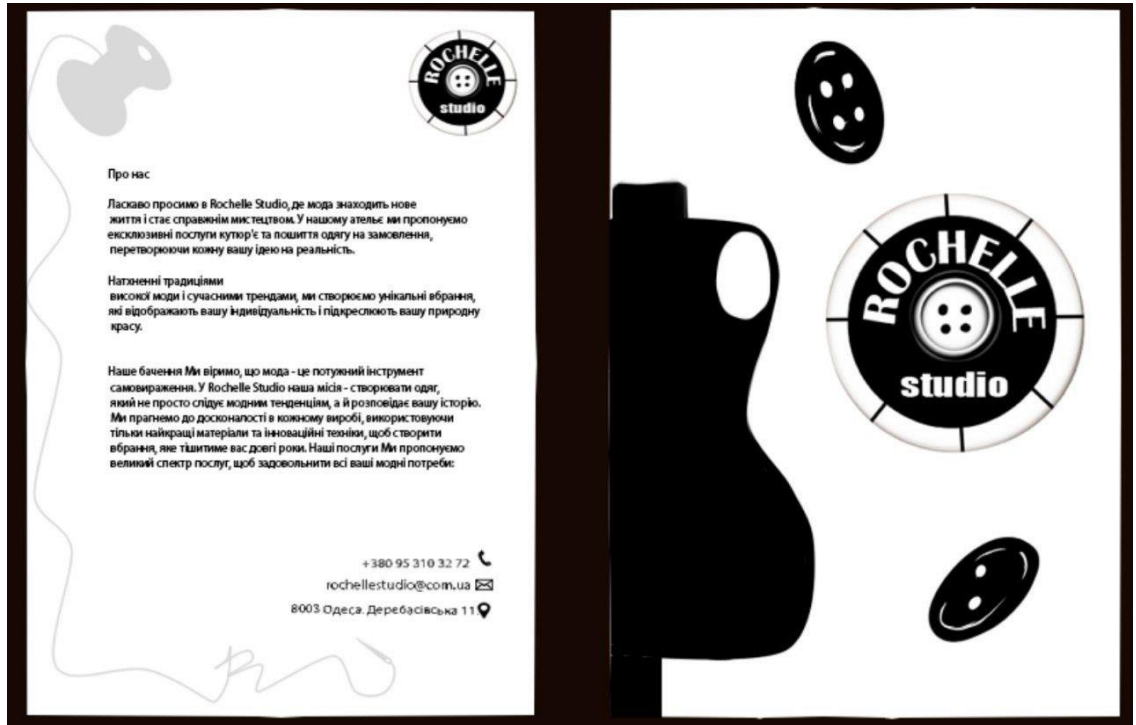 ROCHELLE
studio
Про нас
Ласкаво просимо в Rochelle Studio, де мода знаходить нове
життя і стає справжнім мистецтвом. У нашому ательє ми пропонуємо
ексклюзивні послуги кутюр'є та пошиття одягу на замовлення,
перетворюючи кожну вашу ідею на реальність.
Натхненні традиціями
високої моди і сучасними трендами, ми створюємо унікальні вбрання,
які відображають вашу індивідуальність і підкреслюють вашу природну
красу.
Наше бачення Ми віримо, що мода - це потужний інструмент
самовираження. У Rochelle Studio наша місія - створювати одяг,
який не просто слідує модним тенденціям, а й розповідає вашу історію.
Ми прагнемо до досконалості в кожному виробі, використовуючи
тільки найкращі матеріали та інноваційні техніки, щоб створити
вбрання, яке тішитиме вас довгі роки. Наші послуги Ми пропонуємо
великий спектр послуг, щоб задовольнити всі ваші модні потреби:
+380 95 310 32 72
rochellestudio@com.ua
8003 Одеса. Деребасівська 11
ROCHELLE
studio